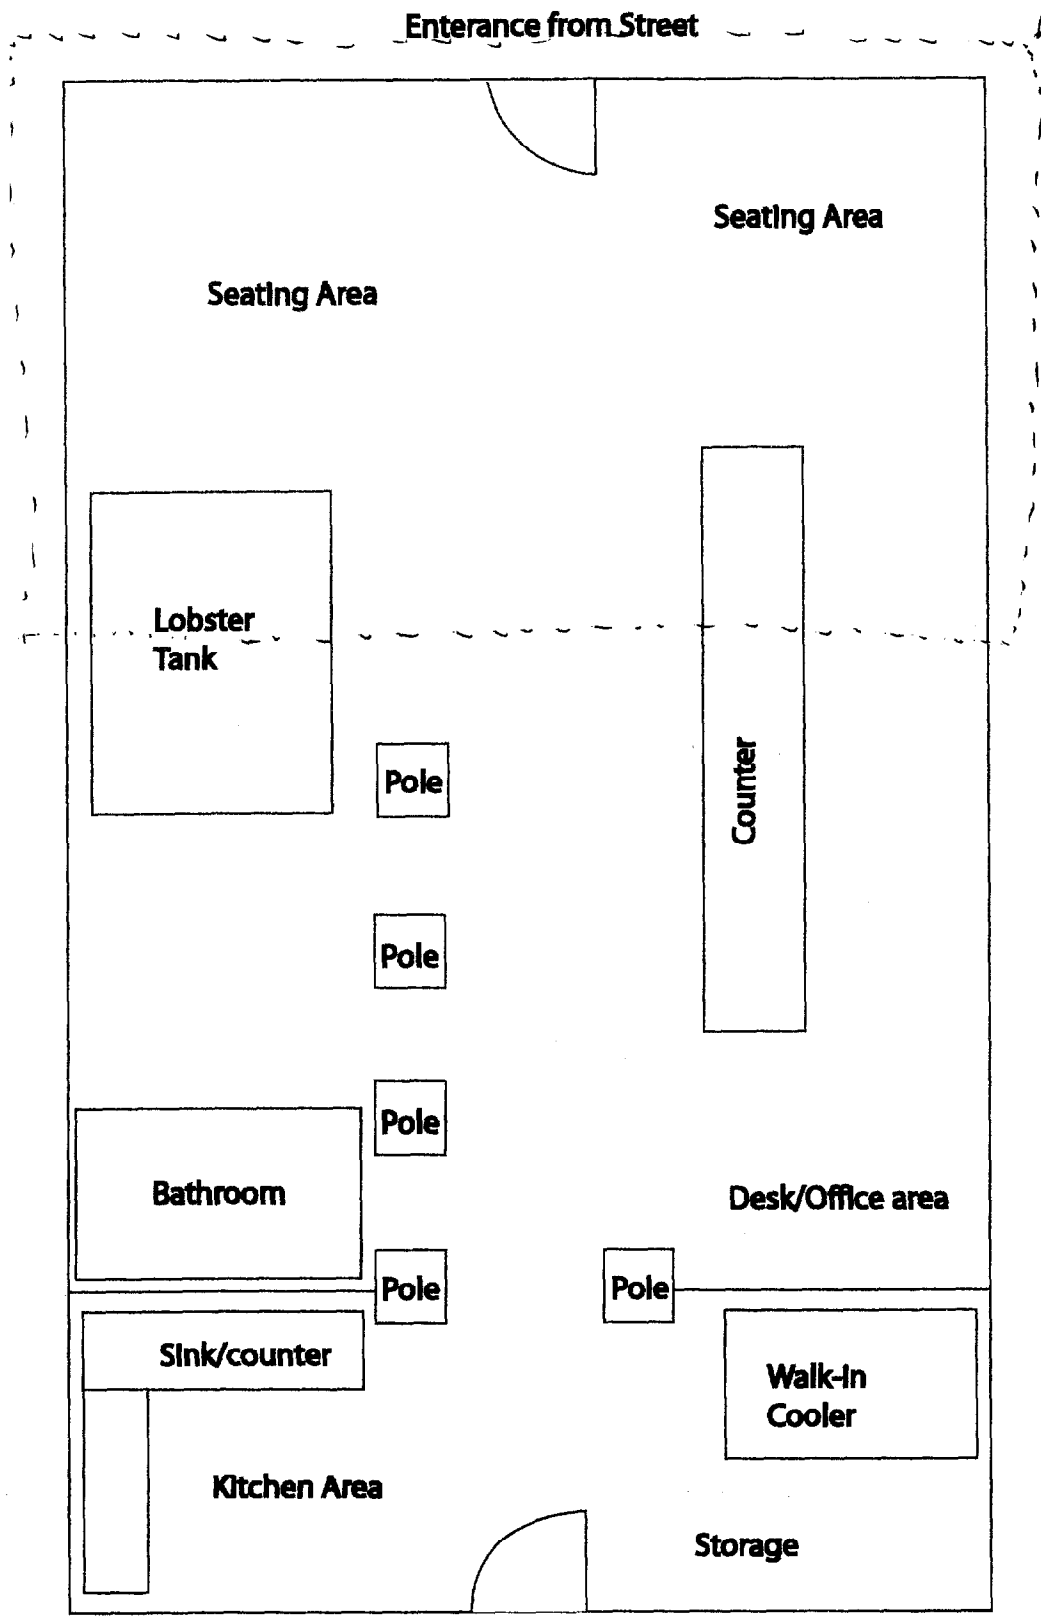 Enterance from Street
Seating Area
Seating Area
Lobster
Tank
Pole
Counter
Pole
Pole
Bathroom
Desk/Office area
Pole
Pole
Sink/counter
Walk-in
Cooler
Kitchen Area
Storage